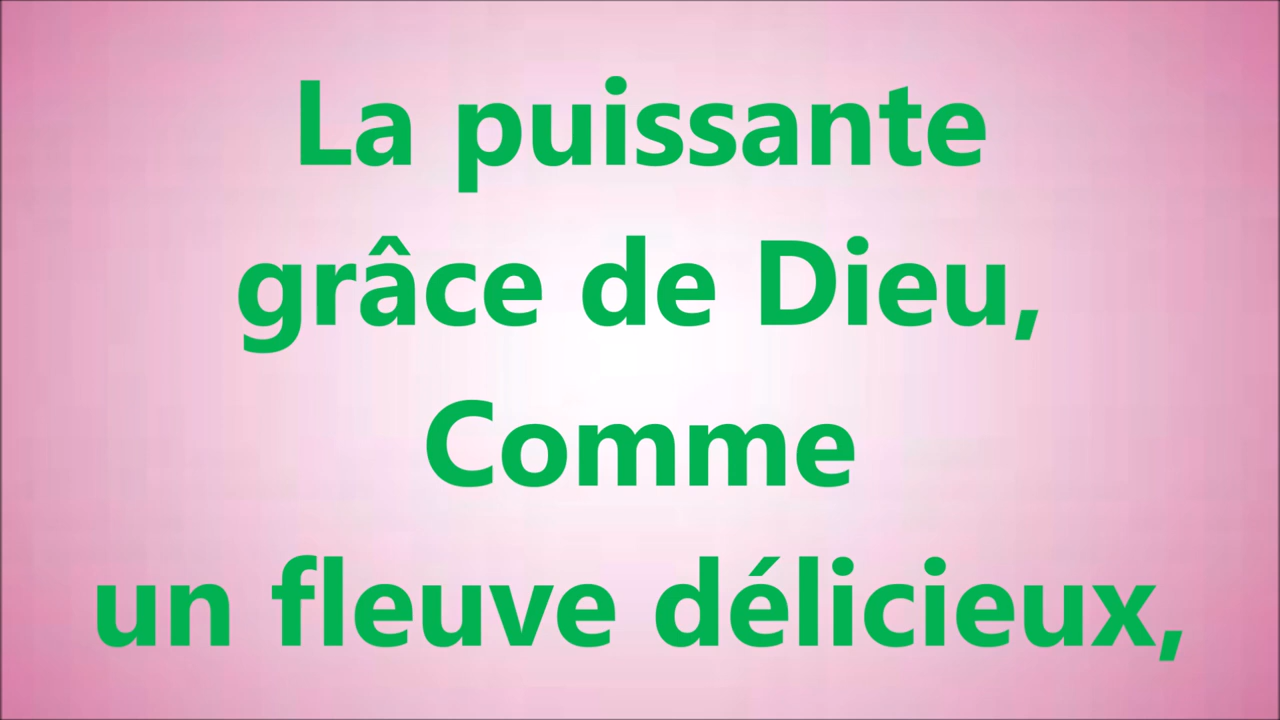 La puissante
grâce de Dieu,
Comme
un fleuve délicieux,